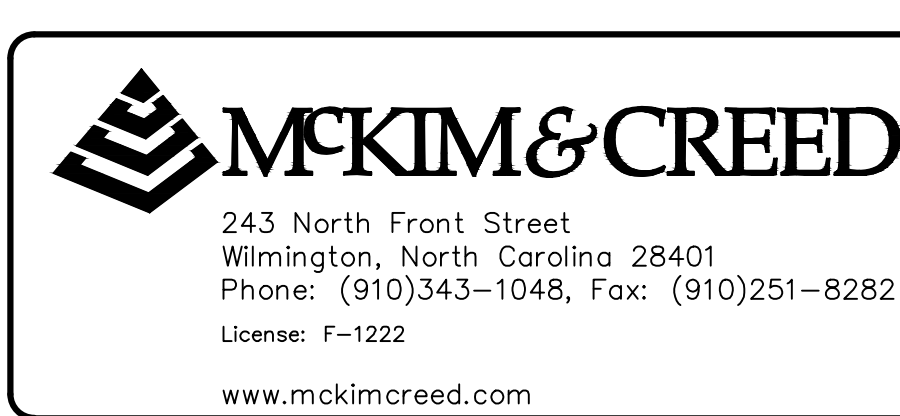 McKIM & CREED
243 North Front Street
Wilmington, North Carolina 28401
Phone: (910)343-1048, Fax: (910)251-8282
License: F-1222
www.mckimcreed.com